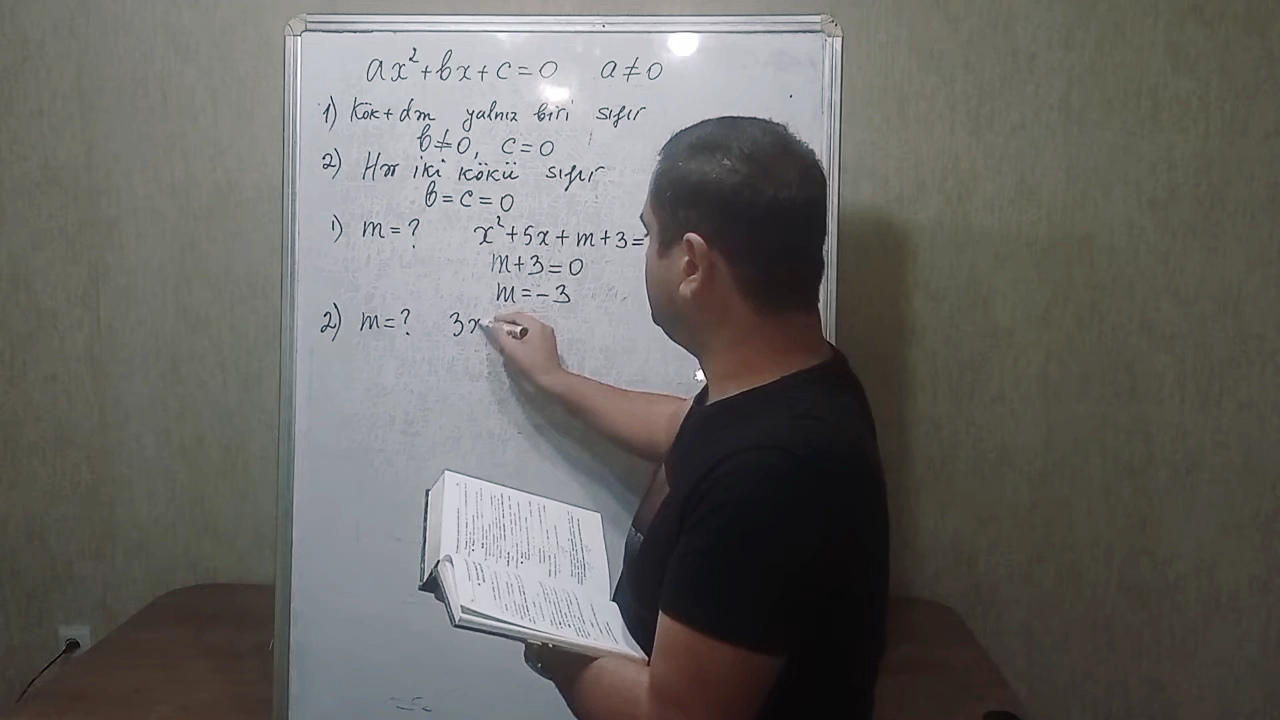 ax²+bx+c=0 a≠0
1) Kök+dən yalnız biri sıfır
b≠0, c=0
2) Hər iki kökü sıfır
b=c=0
1) m=? x²+5x+m+3=
m+3=0
m=-3
2) m=? 3x